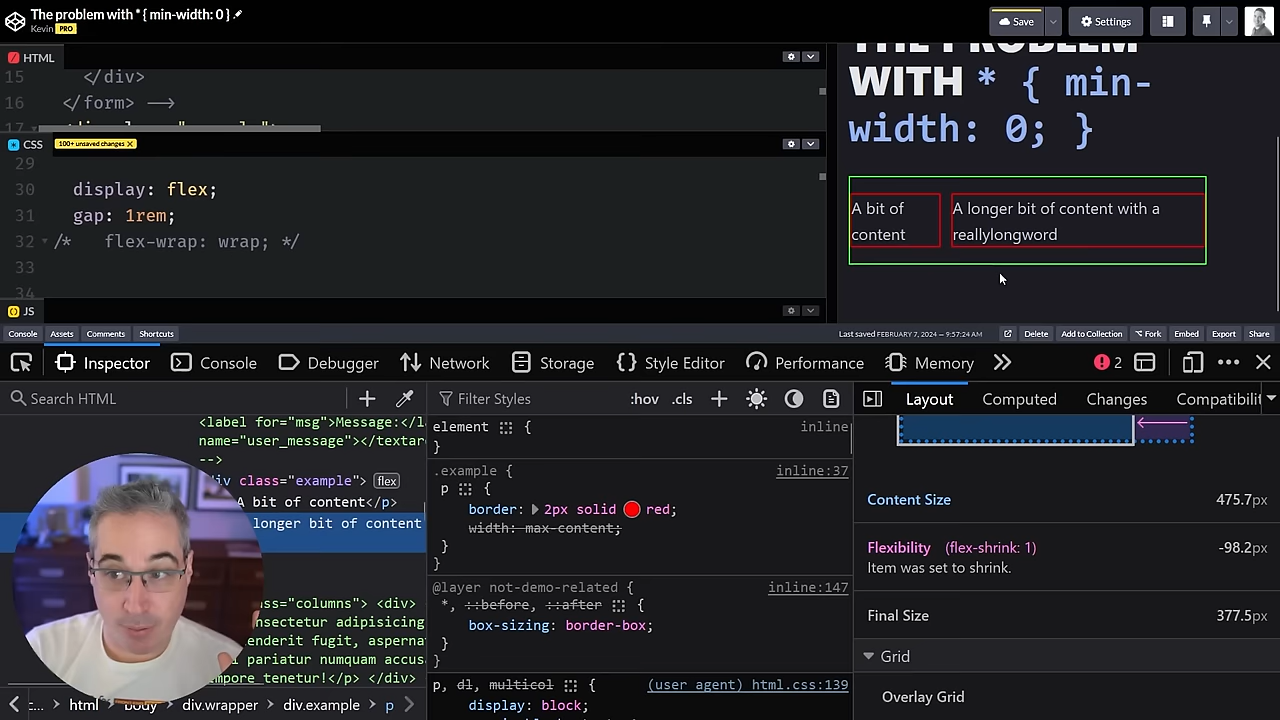 The problem with * { min-width: 0 }
Kevin PRO
Save
Settings
HTML
15 </div>
16 </form> -->
17
CSS
100+ unsaved changes X
29
30 display: flex;
31 gap: 1rem;
32 /* flex-wrap: wrap; */
33
34
JS
THE PROBLEM
WITH * { min-
width: 0; }
A bit of
content
A longer bit of content with a
reallylongword
Console
Assets
Comments
Shortcuts
Last saved FEBRUARY 7, 2024 — 9:57:24 AM
Delete
Add to Collection
Fork
Embed
Export
Share
Inspector
Console
Debugger
Network
Storage
Style Editor
Performance
Memory
2
Search HTML
Filter Styles
:hov
.cls
Layout
Computed
Changes
Compatibili
<label for="msg">Message:</l
name="user_message"></textar
-->
div class="example"> flex
A bit of content</p>
longer bit of content
ass="columns"> <div>
onsectetur adipisicing
enderit fugit, asperna
pariatur numquam accus
tempore tenetur!</p> </div>
html
body
div.wrapper
div.example
p
element {
inline
}
.example {
inline:37
p {
border: 2px solid red;
width: max-content;
}
}
@layer not-demo-related {
inline:147
*, ::before, ::after {
box-sizing: border-box;
}
}
p, dl, multicol {
(user agent) html.css:139
display: block;
Content Size
475.7px
Flexibility (flex-shrink: 1)
-98.2px
Item was set to shrink.
Final Size
377.5px
Grid
Overlay Grid